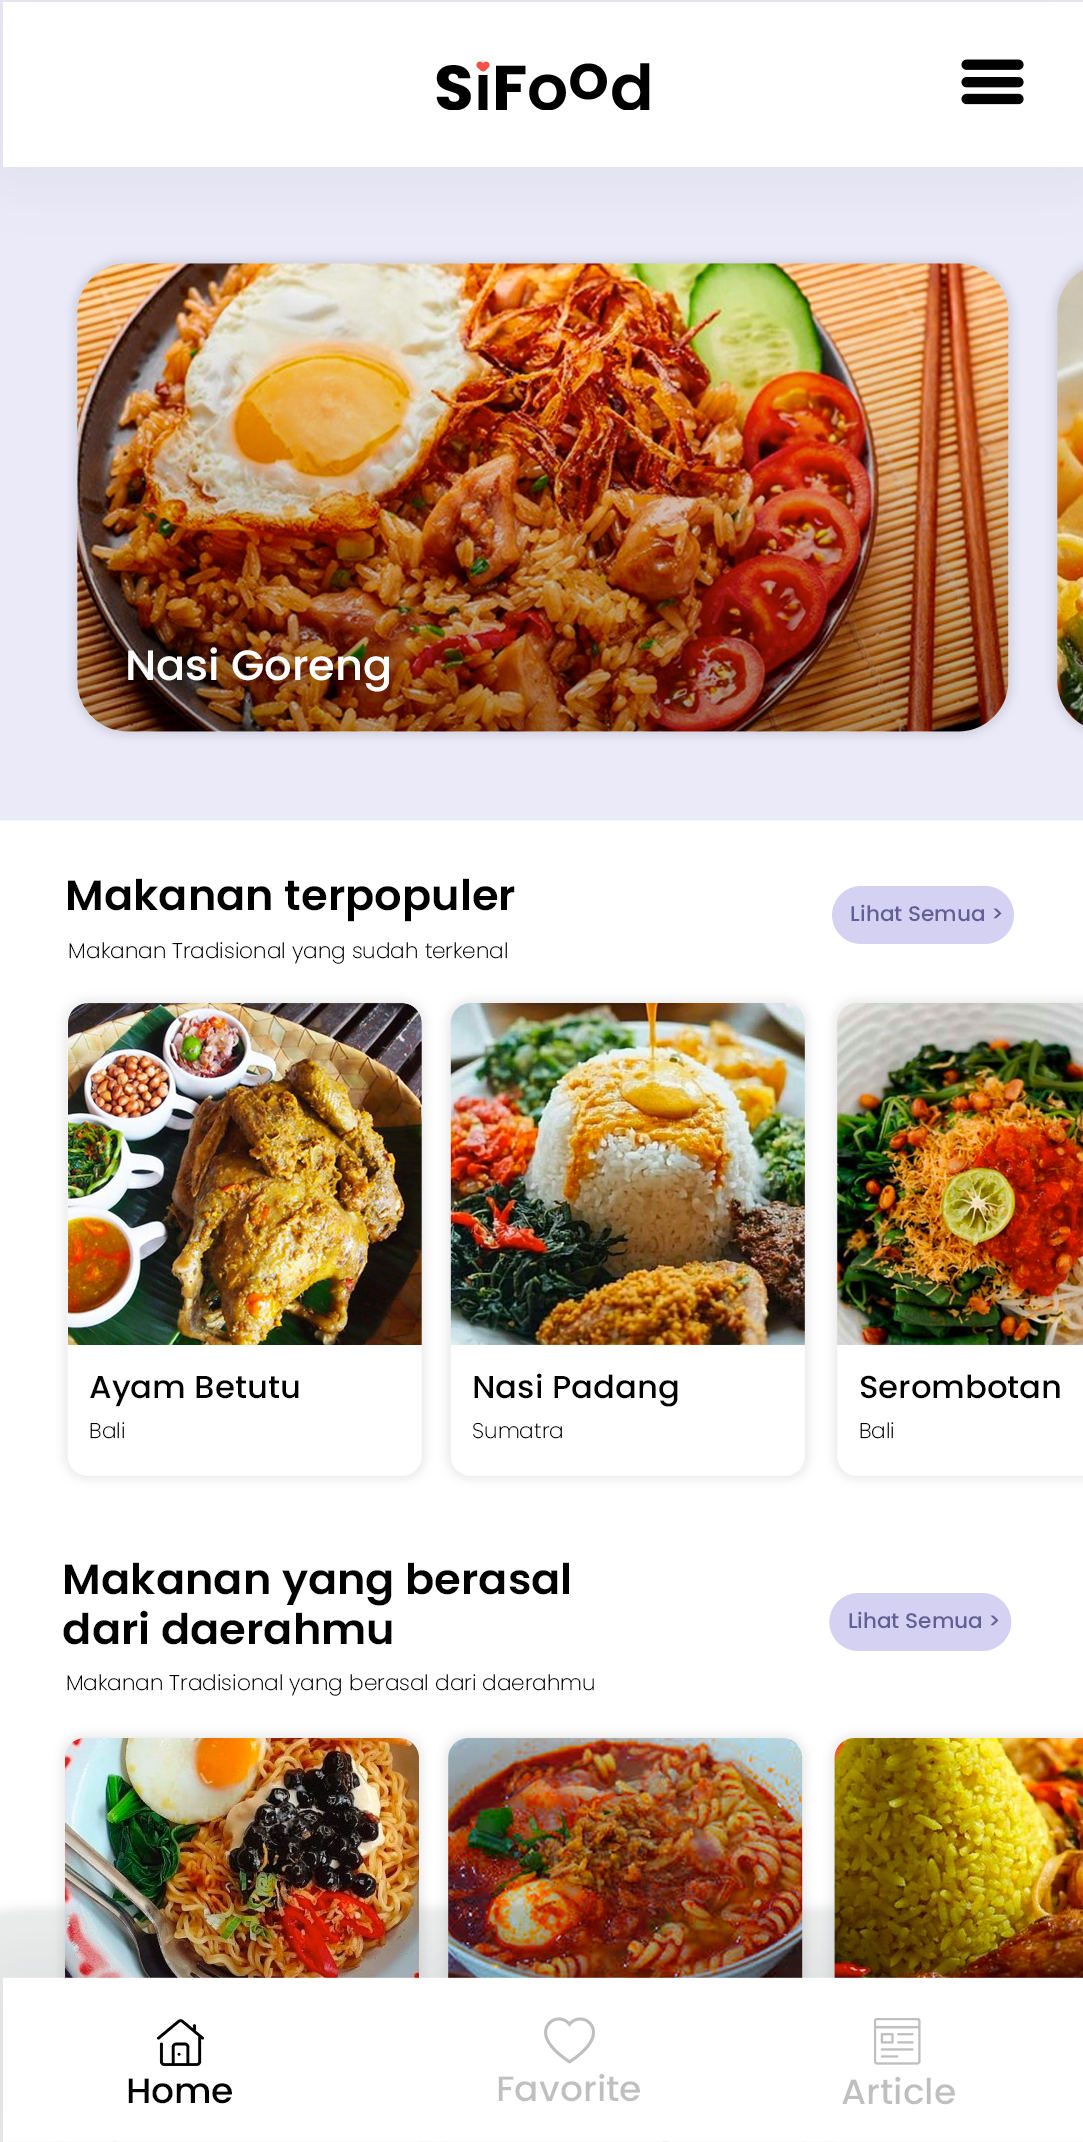 SiFood
Nasi Goreng
Makanan terpopuler
Lihat Semua >
Makanan Tradisional yang sudah terkenal
Ayam Betutu
Bali
Nasi Padang
Sumatra
Serombotan
Bali
Makanan yang berasal
dari daerahmu
Lihat Semua >
Makanan Tradisional yang berasal dari daerahmu
Home
Favorite
Article